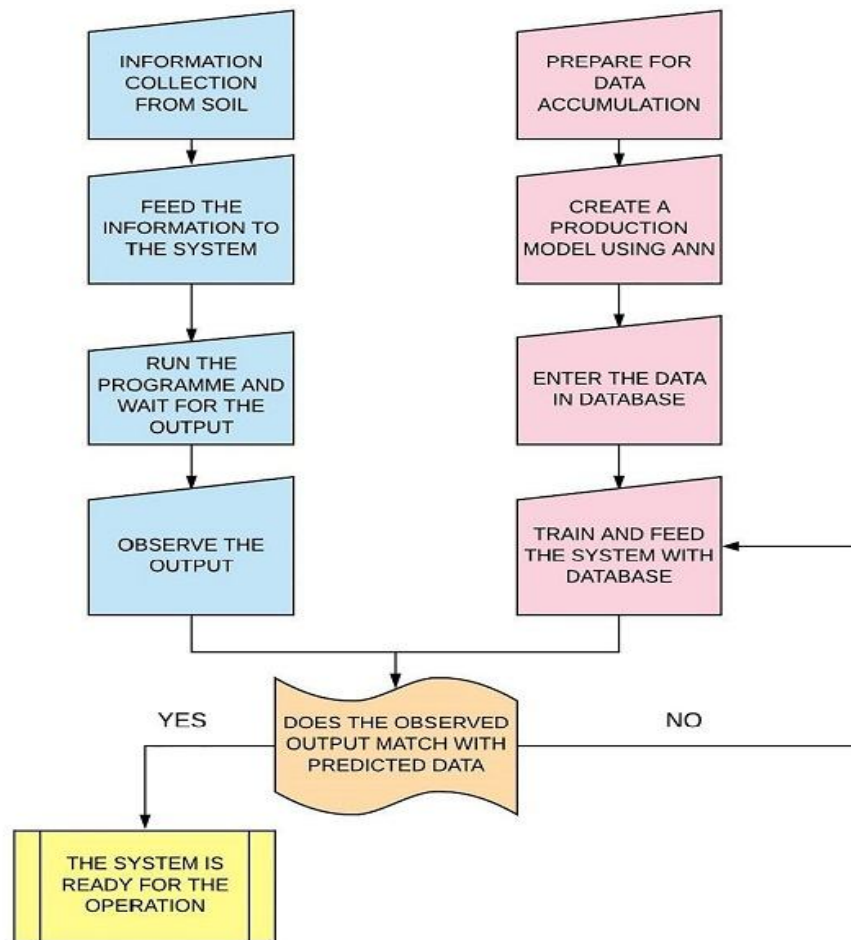 INFORMATION
COLLECTION
FROM SOIL
FEED THE
INFORMATION TO
THE SYSTEM
RUN THE
PROGRAMME AND
WAIT FOR THE
OUTPUT
OBSERVE THE
OUTPUT
PREPARE FOR
DATA
ACCUMULATION
CREATE A
PRODUCTION
MODEL USING ANN
ENTER THE DATA
IN DATABASE
TRAIN AND FEED
THE SYSTEM WITH
DATABASE
DOES THE OBSERVED
OUTPUT MATCH WITH
PREDICTED DATA
YES
NO
THE SYSTEM IS
READY FOR THE
OPERATION